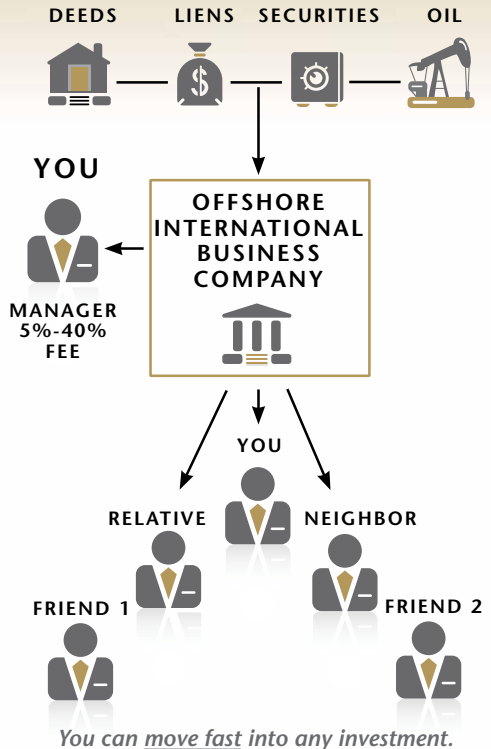 DEEDS LIENS SECURITIES OIL
$
YOU
MANAGER
5%-40%
FEE
OFFSHORE
INTERNATIONAL
BUSINESS
COMPANY
YOU
RELATIVE
NEIGHBOR
FRIEND 1
FRIEND 2
You can move fast into any investment.